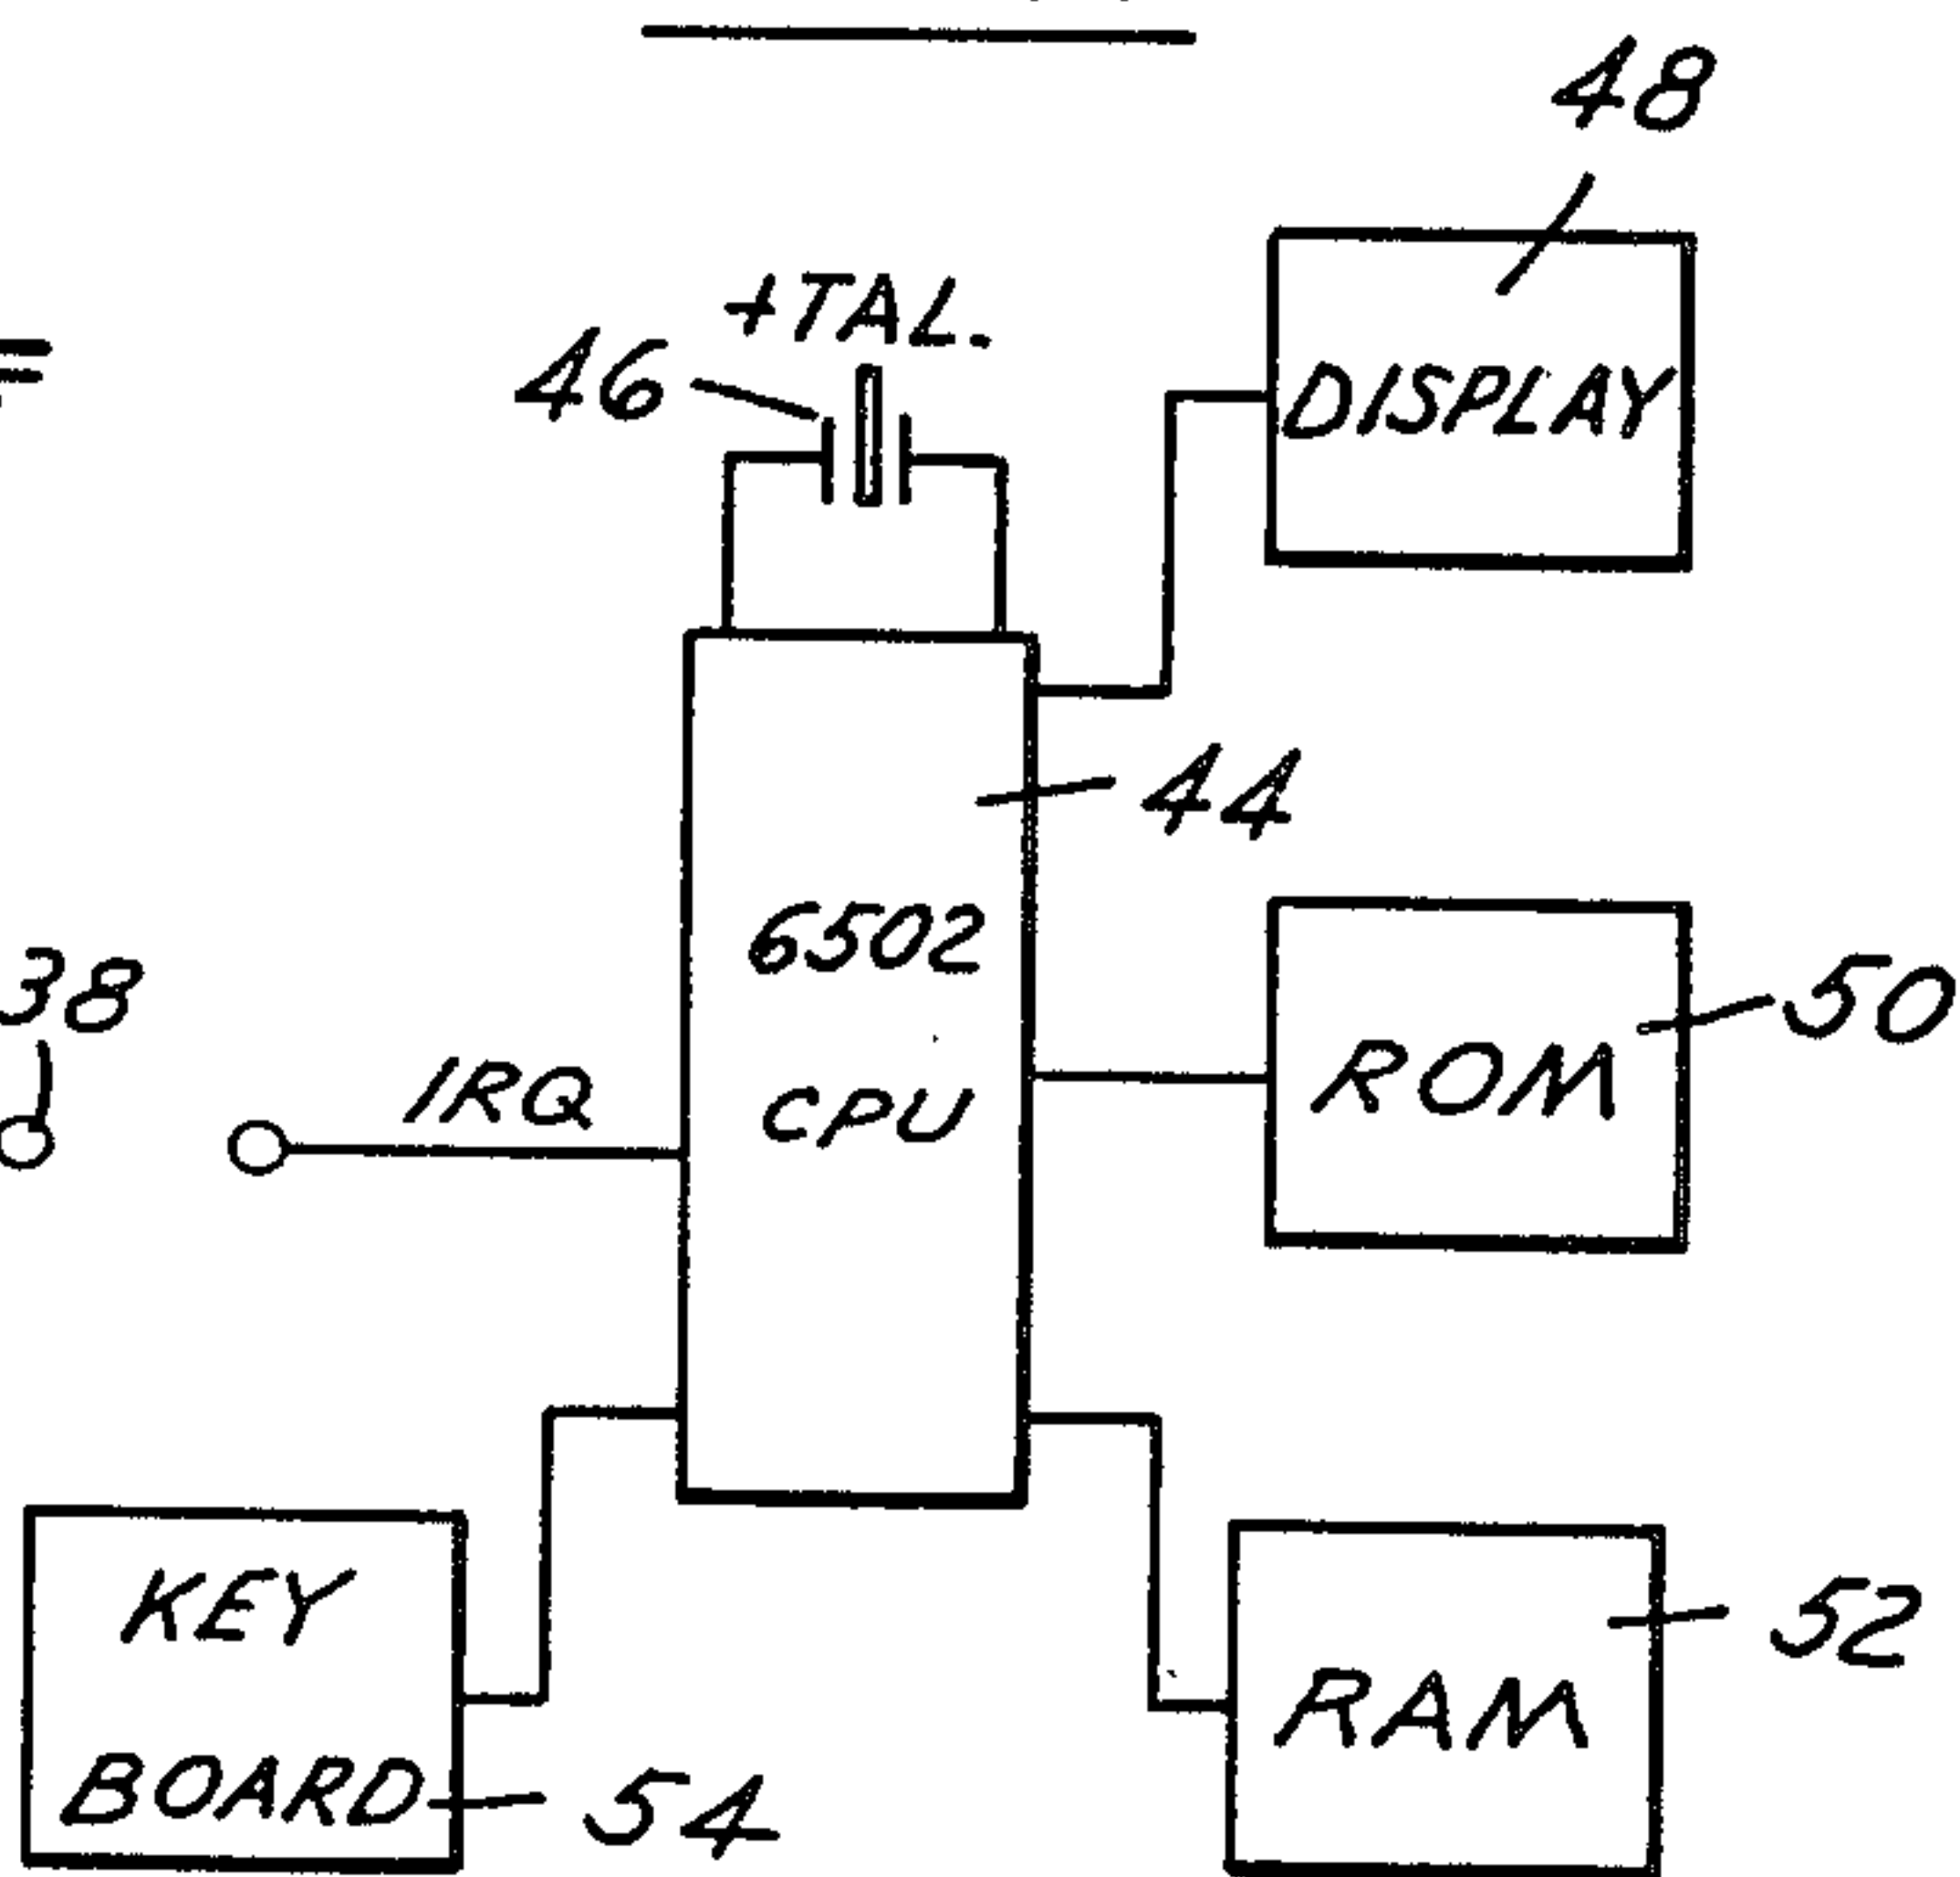 48
+TAL.
46
DISPLAY
44
6502
CPU
38
IRQ
50
ROM
KEY
BOARD
54
52
RAM